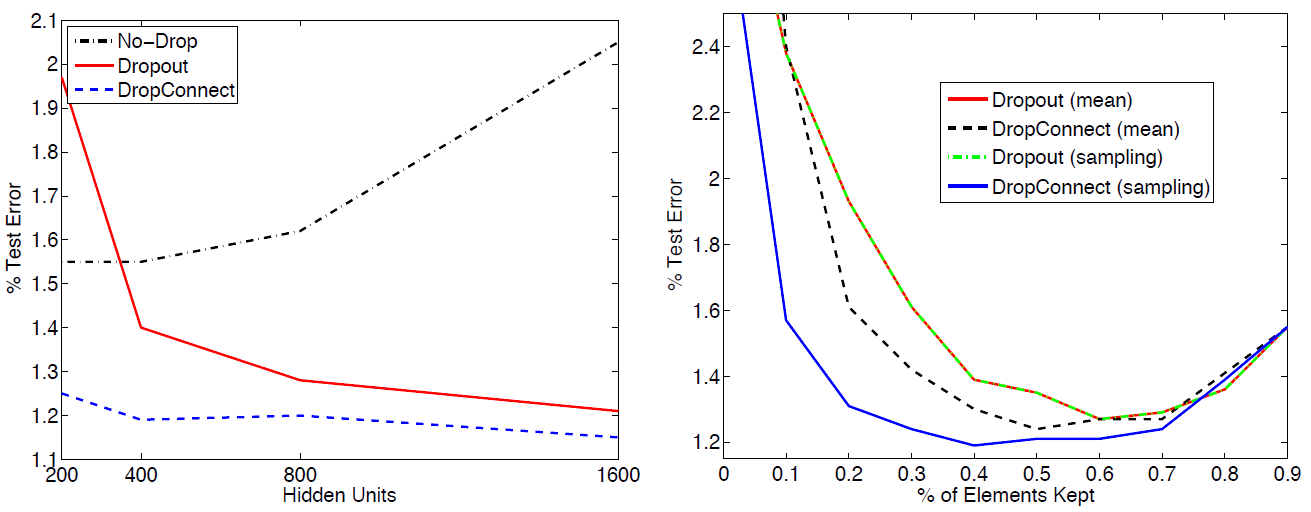 2.1
2
1.9
1.8
1.7
1.6
1.5
1.4
1.3
1.2
1.1
% Test Error
No-Drop
Dropout
DropConnect
200
400
800
1600
Hidden Units
2.4
2.2
2
1.8
1.6
1.4
1.2
% Test Error
Dropout (mean)
DropConnect (mean)
Dropout (sampling)
DropConnect (sampling)
0
0.1
0.2
0.3
0.4
0.5
0.6
0.7
0.8
0.9
% of Elements Kept